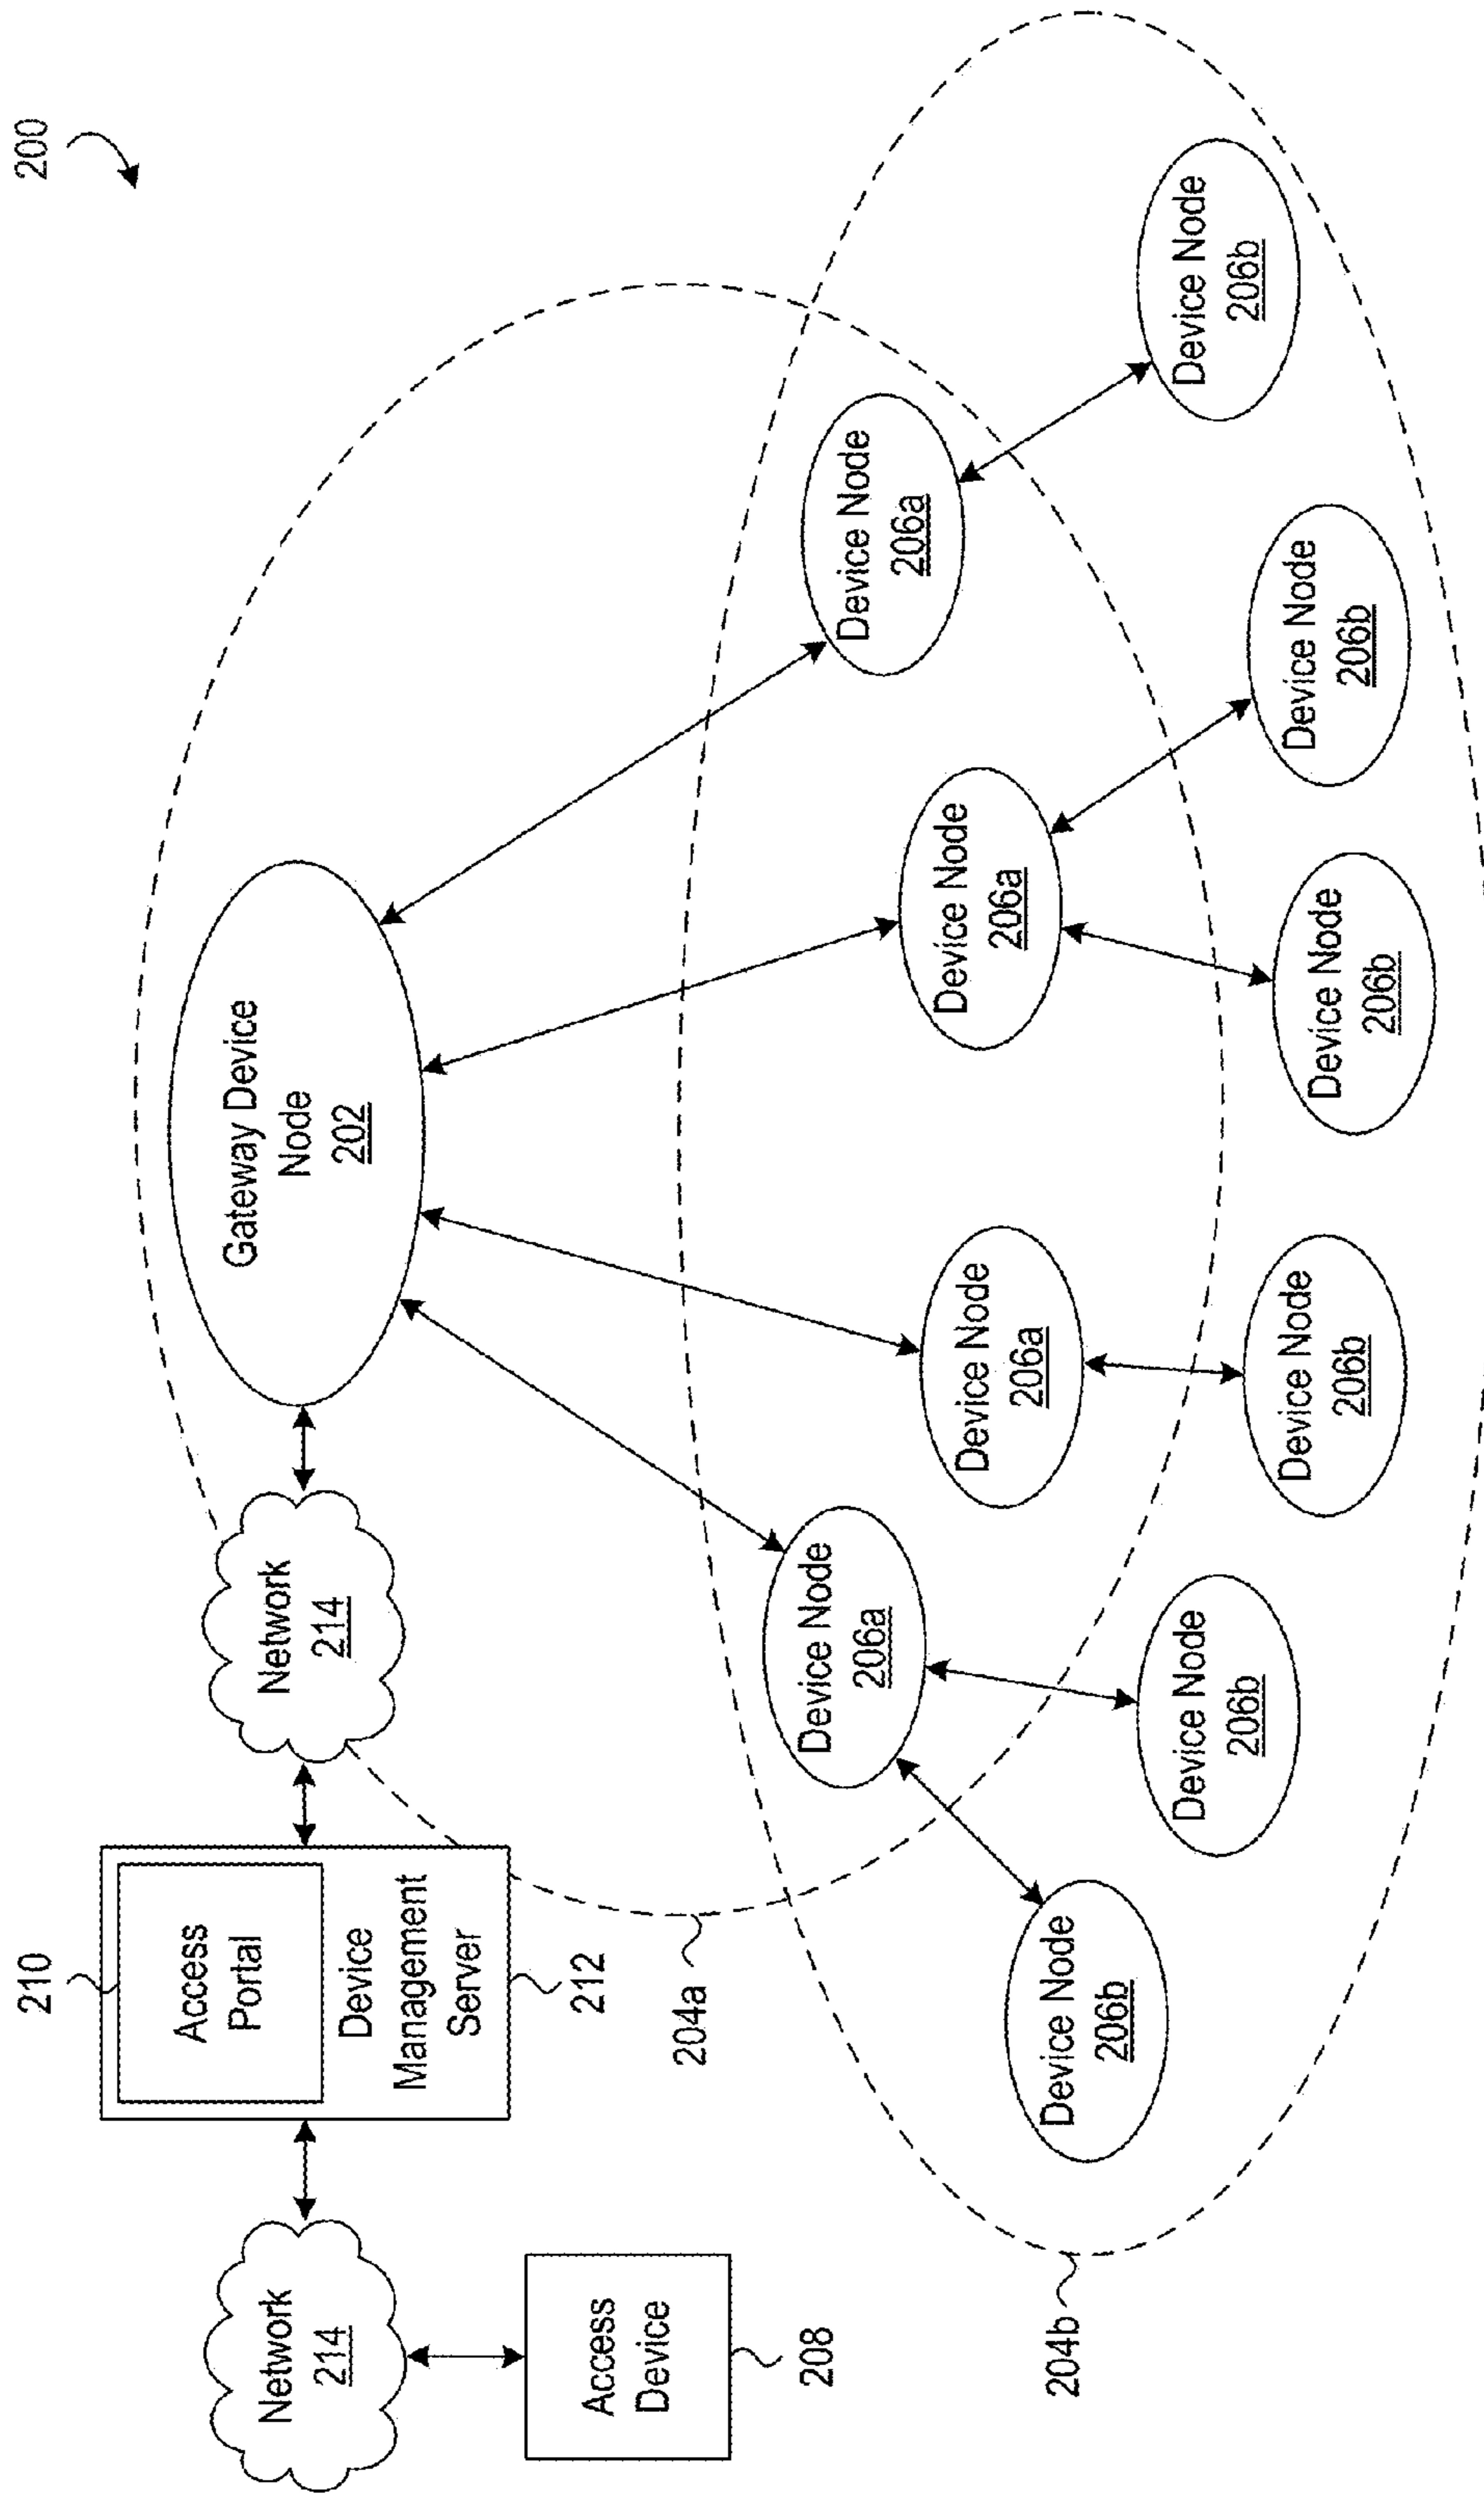 200
210
Access
Portal
Device
Management
Server
212
Network
214
Network
214
Gateway Device
Node
202
Access
Device
208
204a
204b
Device Node
206a
Device Node
206a
Device Node
206a
Device Node
206a
Device Node
206b
Device Node
206b
Device Node
206b
Device Node
206b
Device Node
206b
Device Node
206b